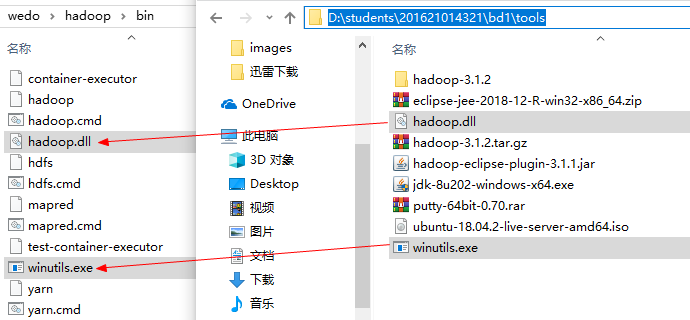 wedo > hadoop > bin
名称
container-executor
hadoop
hadoop.cmd
hadoop.dll
hdfs
hdfs.cmd
mapred
mapred.cmd
test-container-executor
winutils.exe
yarn
yarn.cmd
D:\students\201621014321\bd1\tools
images
迅雷下载
OneDrive
此电脑
3D 对象
Desktop
视频
图片
文档
下载
音乐
名称
hadoop-3.1.2
eclipse-jee-2018-12-R-win32-x86_64.zip
hadoop.dll
hadoop-3.1.2.tar.gz
hadoop-eclipse-plugin-3.1.1.jar
jdk-8u202-windows-x64.exe
putty-64bit-0.70.rar
ubuntu-18.04.2-live-server-amd64.iso
winutils.exe